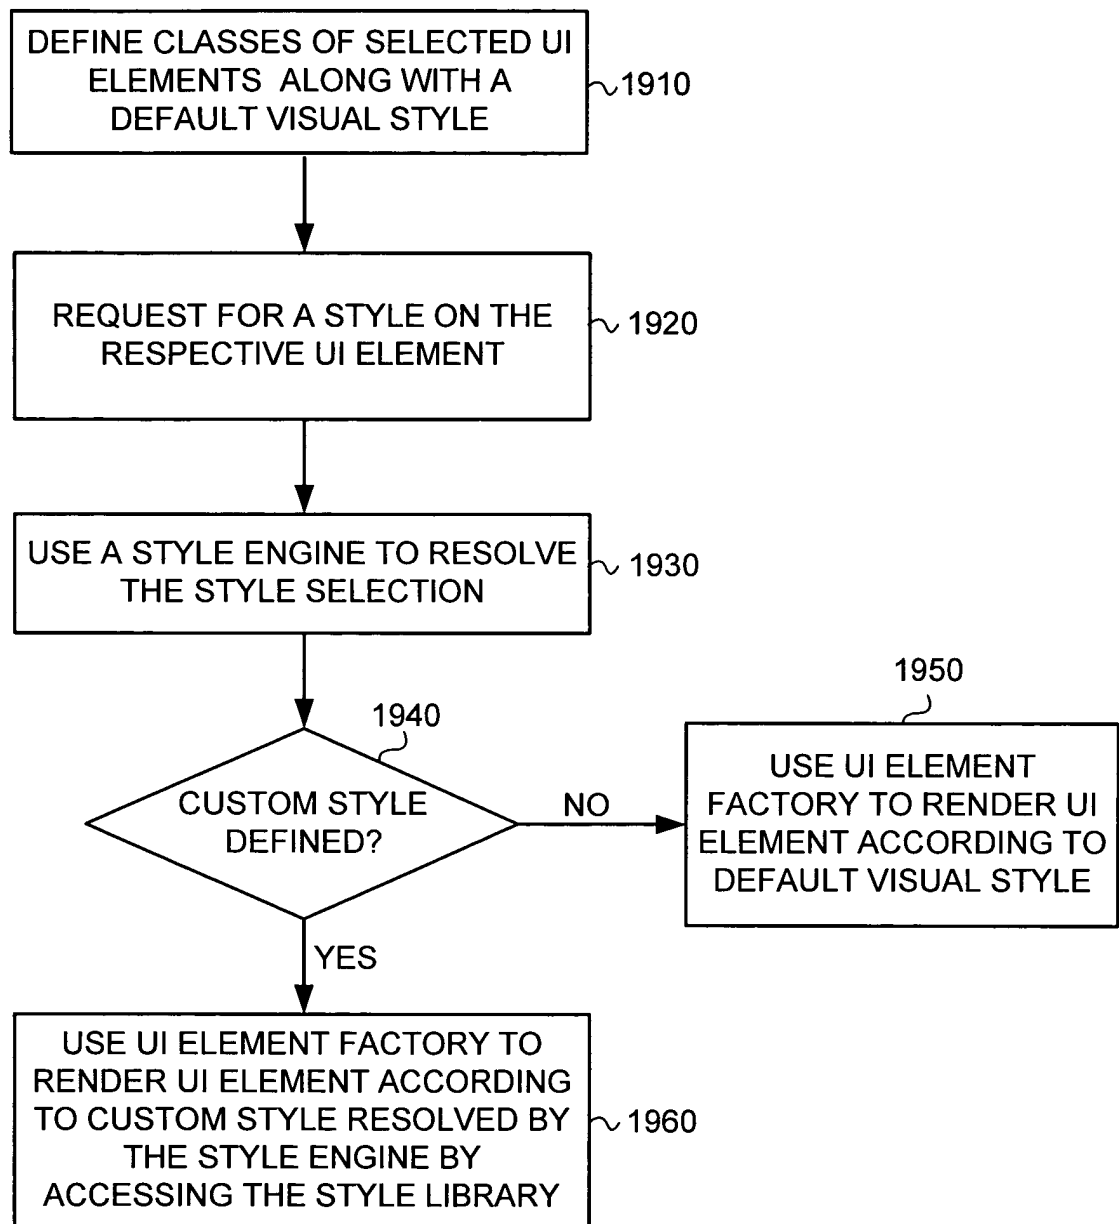 DEFINE CLASSES OF SELECTED UI
ELEMENTS ALONG WITH A
DEFAULT VISUAL STYLE
1910
REQUEST FOR A STYLE ON THE
RESPECTIVE UI ELEMENT
1920
USE A STYLE ENGINE TO RESOLVE
THE STYLE SELECTION
1930
1940
CUSTOM STYLE
DEFINED?
NO
1950
USE UI ELEMENT
FACTORY TO RENDER UI
ELEMENT ACCORDING TO
DEFAULT VISUAL STYLE
YES
USE UI ELEMENT FACTORY TO
RENDER UI ELEMENT ACCORDING
TO CUSTOM STYLE RESOLVED BY
THE STYLE ENGINE BY
ACCESSING THE STYLE LIBRARY
1960